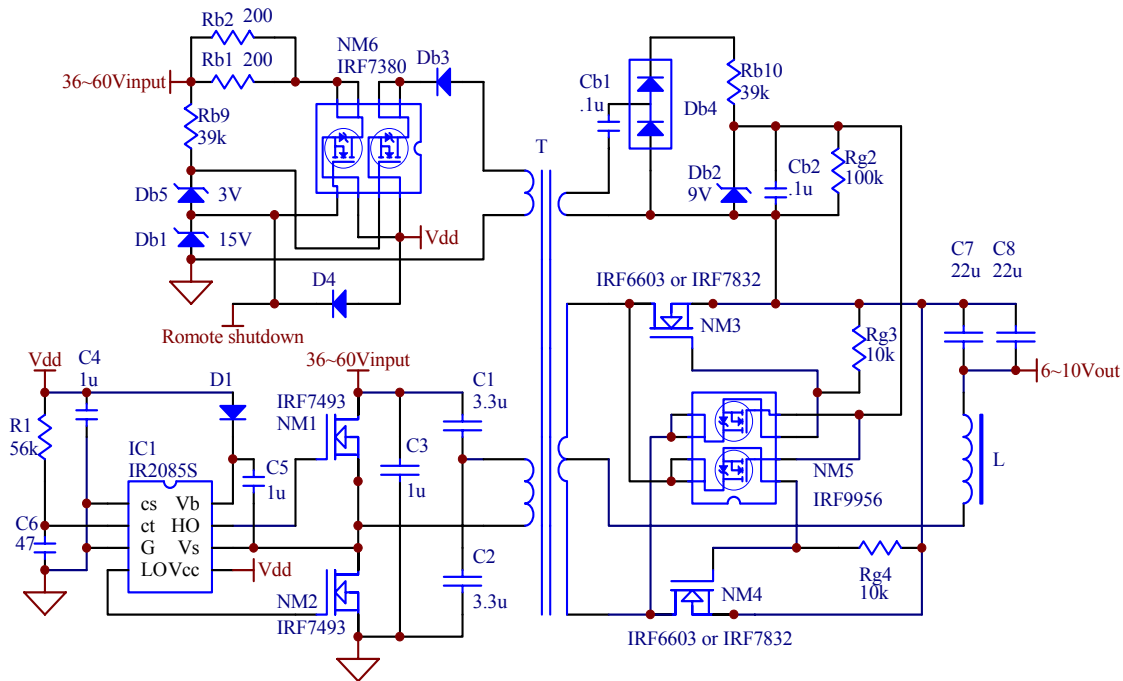 Rb2 200
Rb1 200
36~60Vinput
Rb9
39k
Db5 3V
Db1 15V
NM6
IRF7380
Db3
Vdd
D4
Romote shutdown
T
Cb1
.1u
Db4
Rb10
39k
Db2
9V
Cb2
.1u
Rg2
100k
C7
22u
C8
22u
IRF6603 or IRF7832
NM3
Rg3
10k
6~10Vout
NM5
IRF9956
L
Rg4
10k
NM4
IRF6603 or IRF7832
Vdd
C4
1u
D1
R1
56k
IC1
IR2085S
C5
1u
cs Vb
ct HO
G Vs
LO Vcc
C6
47
Vdd
36~60Vinput
IRF7493
NM1
C3
1u
C1
3.3u
C2
3.3u
NM2
IRF7493